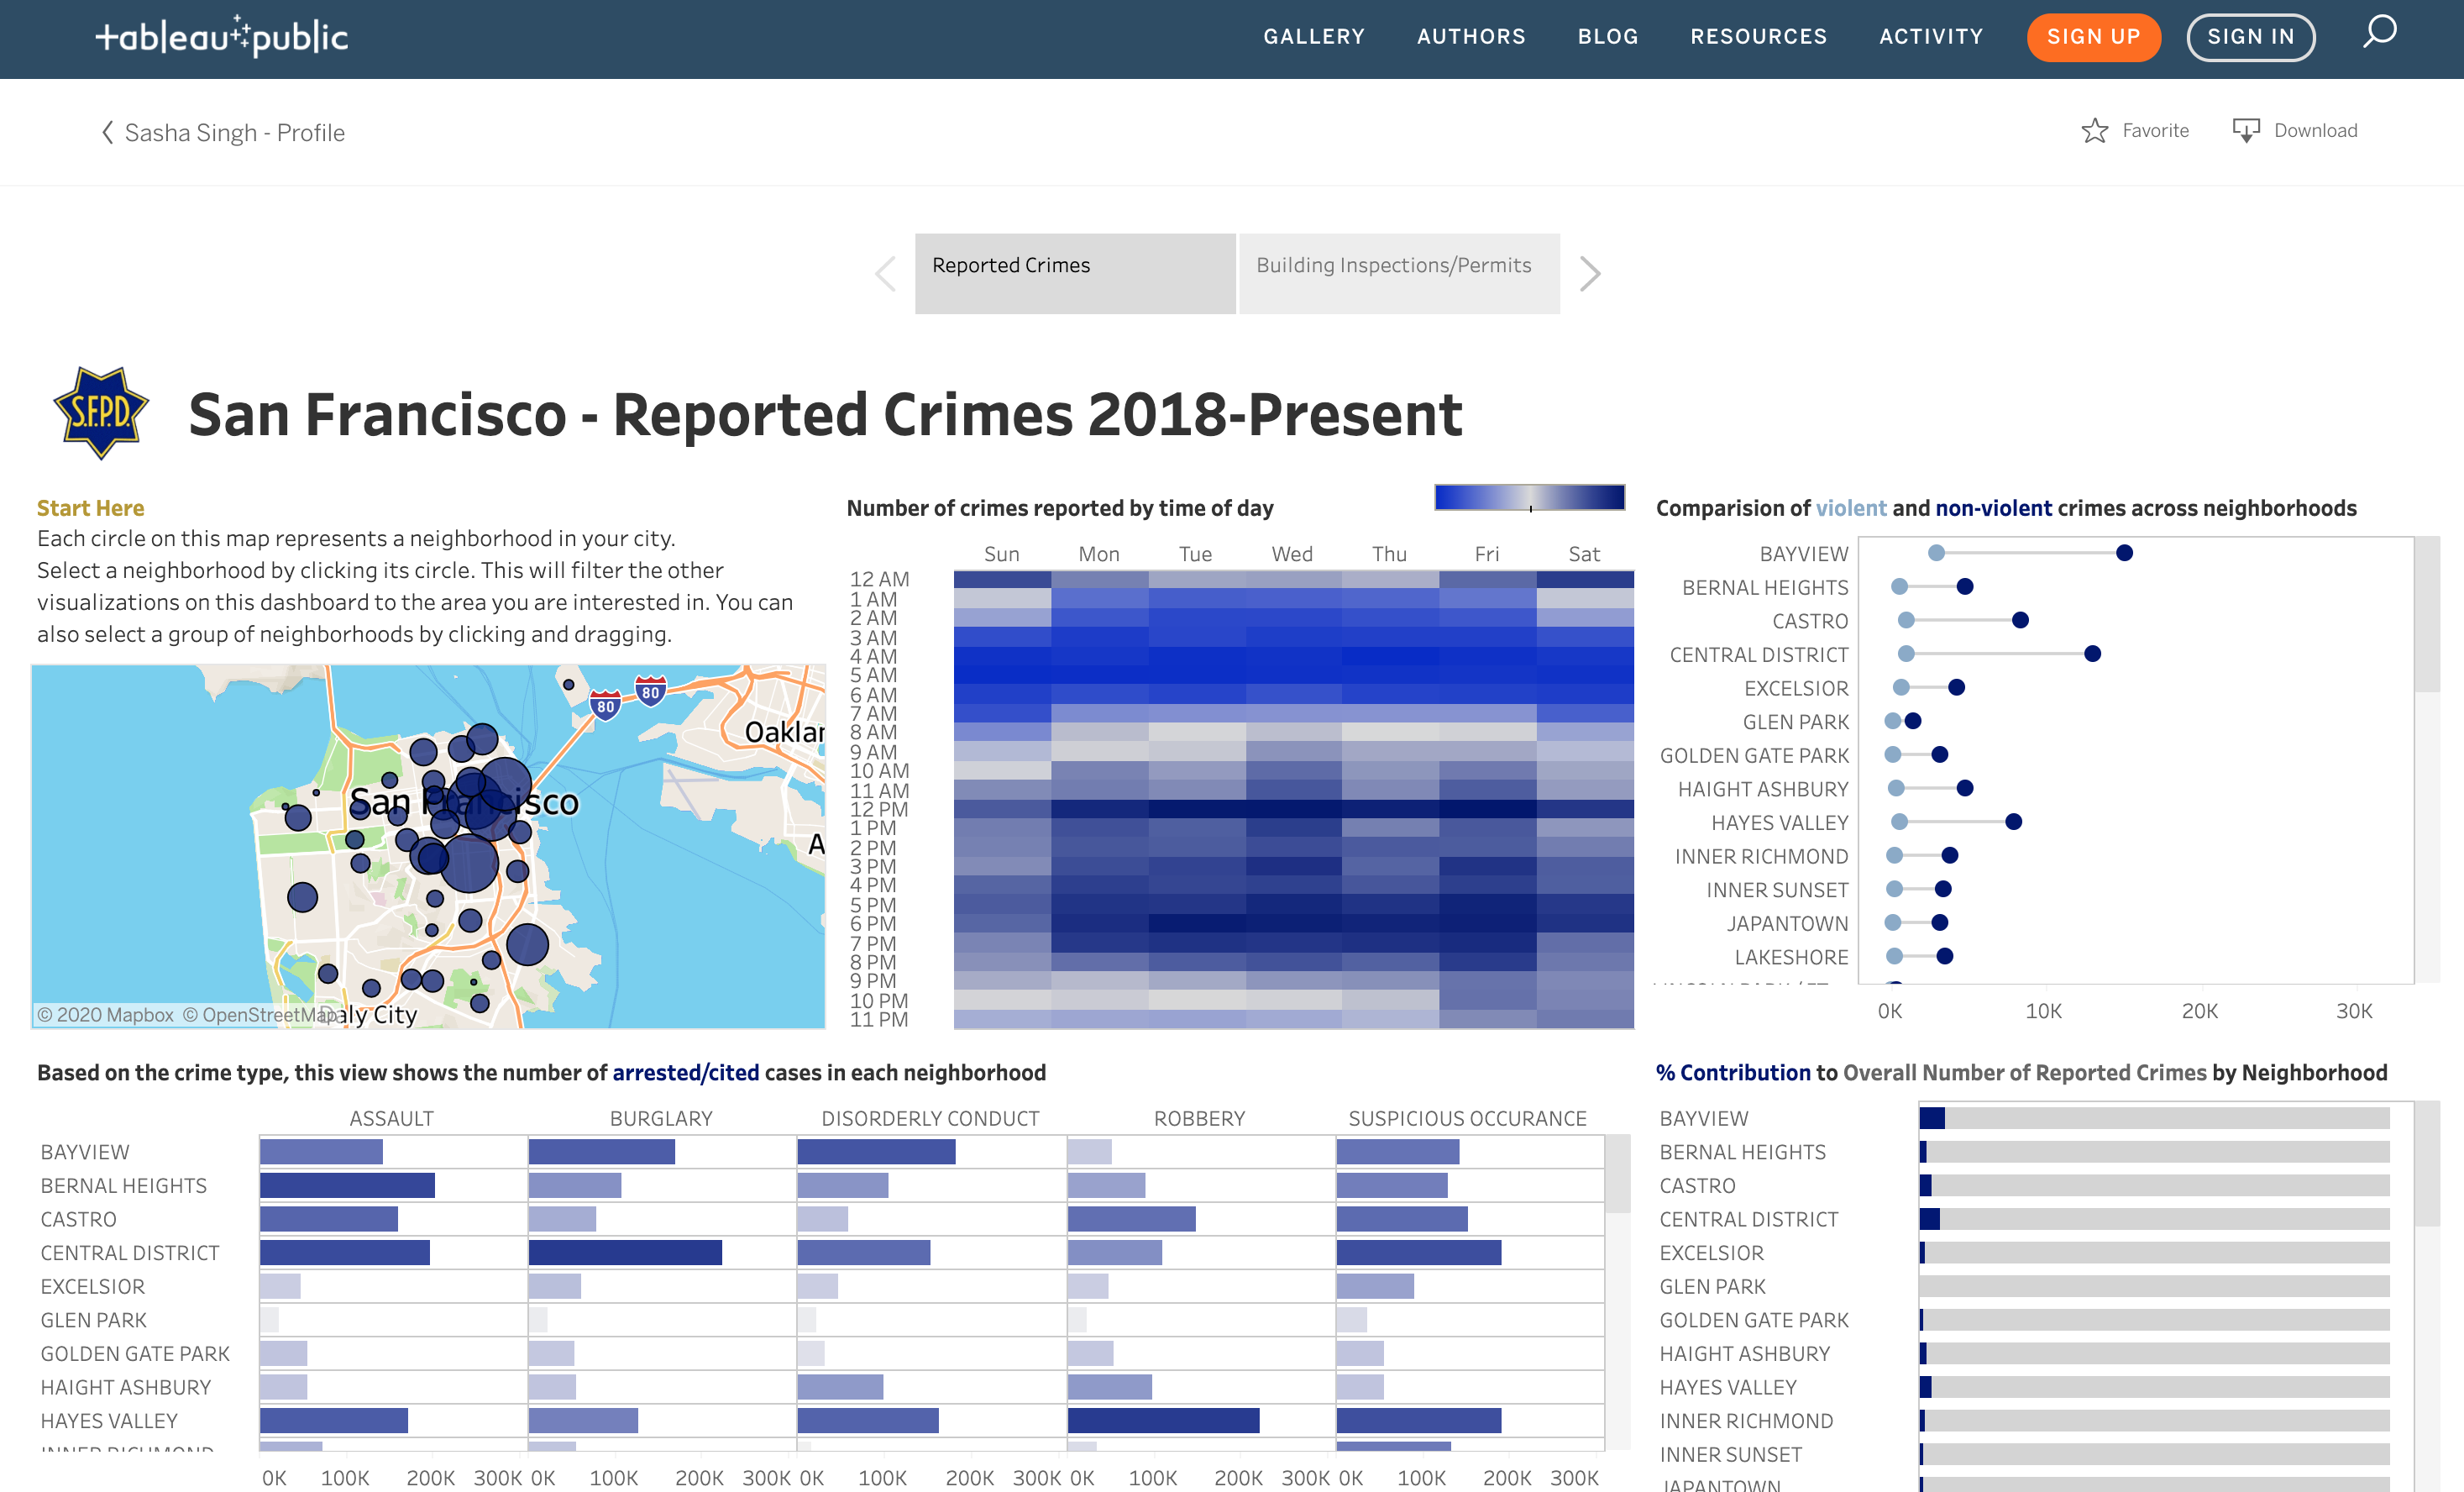 tableau public
GALLERY AUTHORS BLOG RESOURCES ACTIVITY SIGN UP SIGN IN
Sasha Singh - Profile
Favorite Download
Reported Crimes Building Inspections/Permits
S.F.P.D.
San Francisco - Reported Crimes 2018-Present
Start Here
Each circle on this map represents a neighborhood in your city.
Select a neighborhood by clicking its circle. This will filter the other
visualizations on this dashboard to the area you are interested in. You can
also select a group of neighborhoods by clicking and dragging.
80
80
Oaklan
San Francisco
A
© 2020 Mapbox © OpenStreetMap
Daly City
Number of crimes reported by time of day
Sun Mon Tue Wed Thu Fri Sat
12 AM
1 AM
2 AM
3 AM
4 AM
5 AM
6 AM
7 AM
8 AM
9 AM
10 AM
11 AM
12 PM
1 PM
2 PM
3 PM
4 PM
5 PM
6 PM
7 PM
8 PM
9 PM
10 PM
11 PM
Comparision of violent and non-violent crimes across neighborhoods
BAYVIEW
BERNAL HEIGHTS
CASTRO
CENTRAL DISTRICT
EXCELSIOR
GLEN PARK
GOLDEN GATE PARK
HAIGHT ASHBURY
HAYES VALLEY
INNER RICHMOND
INNER SUNSET
JAPANTOWN
LAKESHORE
0K 10K 20K 30K
Based on the crime type, this view shows the number of arrested/cited cases in each neighborhood
ASSAULT BURGLARY DISORDERLY CONDUCT ROBBERY SUSPICIOUS OCCURANCE
BAYVIEW
BERNAL HEIGHTS
CASTRO
CENTRAL DISTRICT
EXCELSIOR
GLEN PARK
GOLDEN GATE PARK
HAIGHT ASHBURY
HAYES VALLEY
INNER RICHMOND
0K 100K 200K 300K 0K 100K 200K 300K 0K 100K 200K 300K 0K 100K 200K 300K 0K 100K 200K 300K
% Contribution to Overall Number of Reported Crimes by Neighborhood
BAYVIEW
BERNAL HEIGHTS
CASTRO
CENTRAL DISTRICT
EXCELSIOR
GLEN PARK
GOLDEN GATE PARK
HAIGHT ASHBURY
HAYES VALLEY
INNER RICHMOND
INNER SUNSET
JAPANTOWN